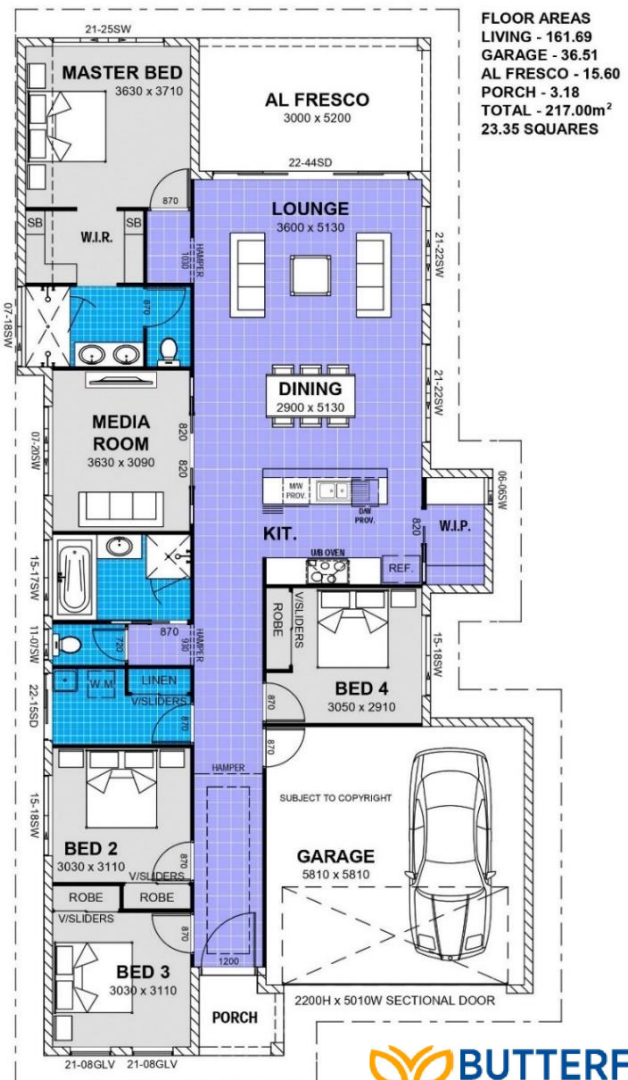 FLOOR AREAS
LIVING - 161.69
GARAGE - 36.51
AL FRESCO - 15.60
PORCH - 3.18
TOTAL - 217.00m²
23.35 SQUARES
21-25SW
MASTER BED
3630 x 3710
AL FRESCO
3000 x 5200
22-44SD
870
LOUNGE
3600 x 5130
SB
W.I.R.
SB
HAMPER
1030
21-22SW
07-18SW
870
DINING
2900 x 5130
21-22SW
MEDIA
ROOM
3630 x 3090
07-20SW
820
820
M/W
PROV.
D/W
PROV.
06-06SW
KIT.
820
W.I.P.
U/B OVEN
REF.
15-17SW
ROBE
V/SLIDERS
11-07SW
720
870
HAMPER
930
BED 4
3050 x 2910
15-18SW
22-15SD
W.M
LINEN
V/SLIDERS
870
870
870
HAMPER
SUBJECT TO COPYRIGHT
15-18SW
BED 2
3030 x 3110
870
V/SLIDERS
GARAGE
5810 x 5810
ROBE
ROBE
V/SLIDERS
870
BED 3
3030 x 3110
1200
2200H x 5010W SECTIONAL DOOR
PORCH
21-08GLV
21-08GLV
BUTTERF